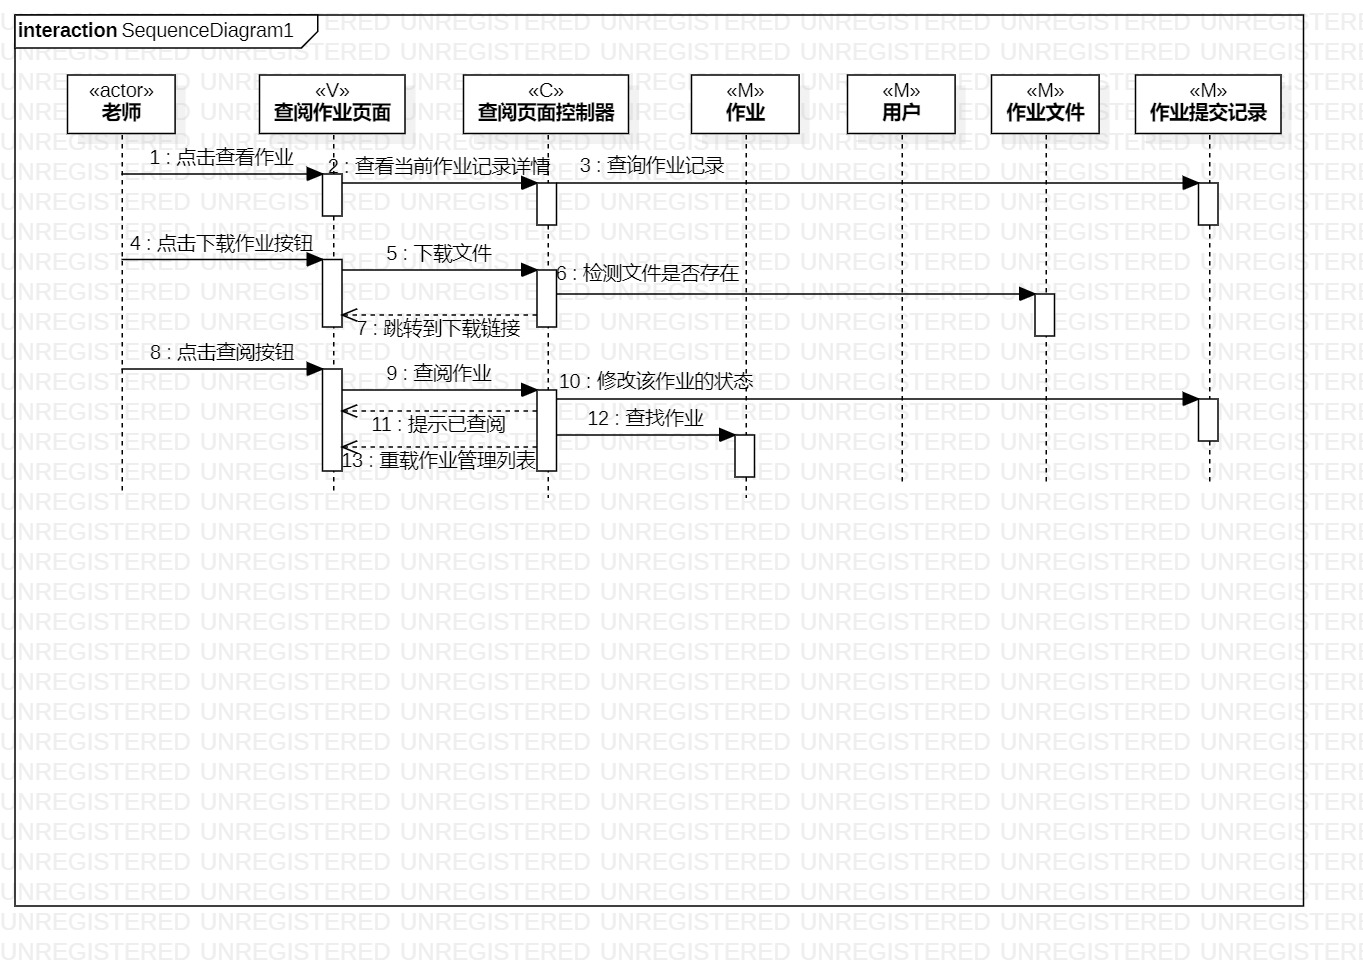 interaction SequenceDiagram1
«actor»
老师
«V»
查阅作业页面
«C»
查阅页面控制器
«M»
作业
«M»
用户
«M»
作业文件
«M»
作业提交记录
1 : 点击查看作业
2 : 查看当前作业记录详情
3 : 查询作业记录
4 : 点击下载作业按钮
5 : 下载文件
6 : 检测文件是否存在
7 : 跳转到下载链接
8 : 点击查阅按钮
9 : 查阅作业
10 : 修改该作业的状态
11 : 提示已查阅
12 : 查找作业
13 : 重载作业管理列表
UNREGISTERED